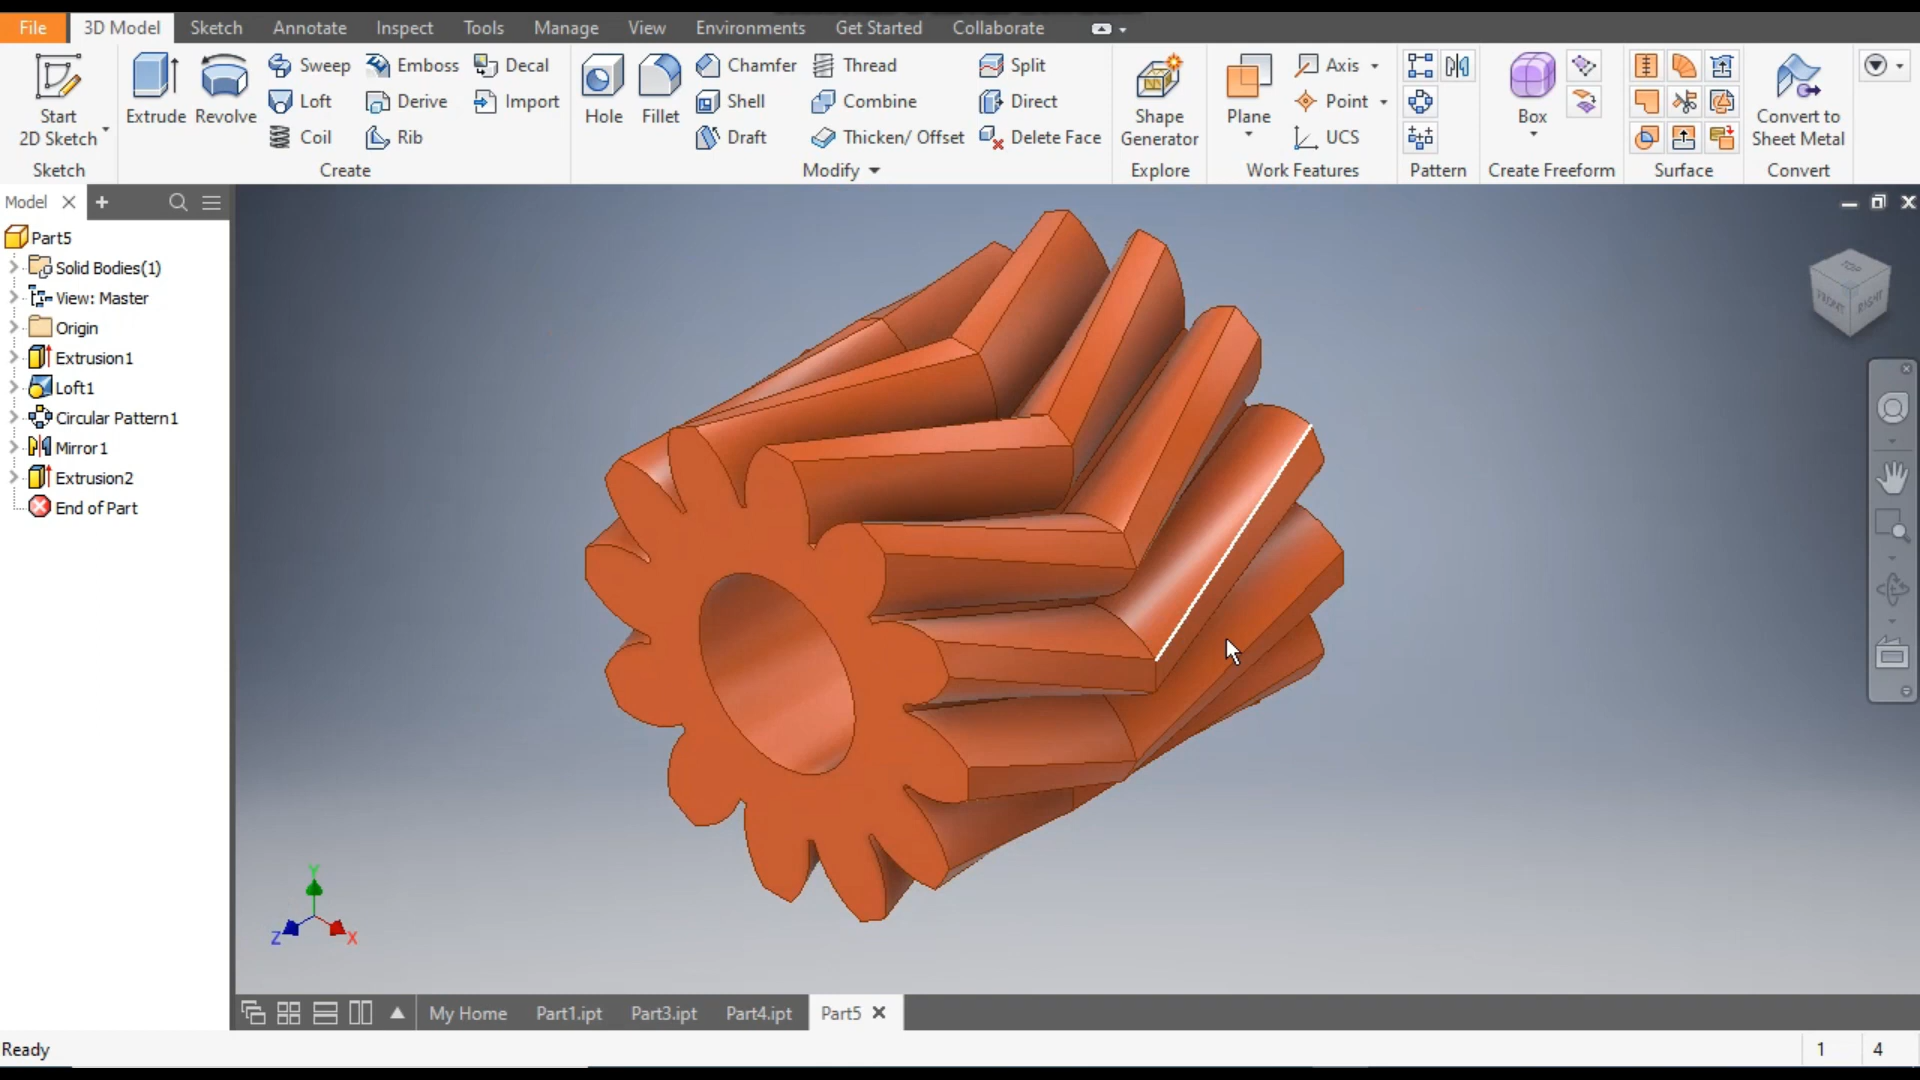 File 3D Model Sketch Annotate Inspect Tools Manage View Environments Get Started Collaborate
Start 2D Sketch
Sketch
Extrude Revolve
Sweep Emboss Decal
Loft Derive Import
Coil Rib
Create
Hole Fillet
Chamfer Thread Split
Shell Combine Direct
Draft Thicken/ Offset Delete Face
Modify
Shape Generator
Explore
Plane
Axis
Point
UCS
Work Features
Pattern
Box
Create Freeform
Surface
Convert to Sheet Metal
Convert
Model
Part5
Solid Bodies(1)
View: Master
Origin
Extrusion1
Loft1
Circular Pattern1
Mirror1
Extrusion2
End of Part
TOP
FRONT RIGHT
Y
Z X
My Home Part1.ipt Part3.ipt Part4.ipt Part5
Ready 1 4